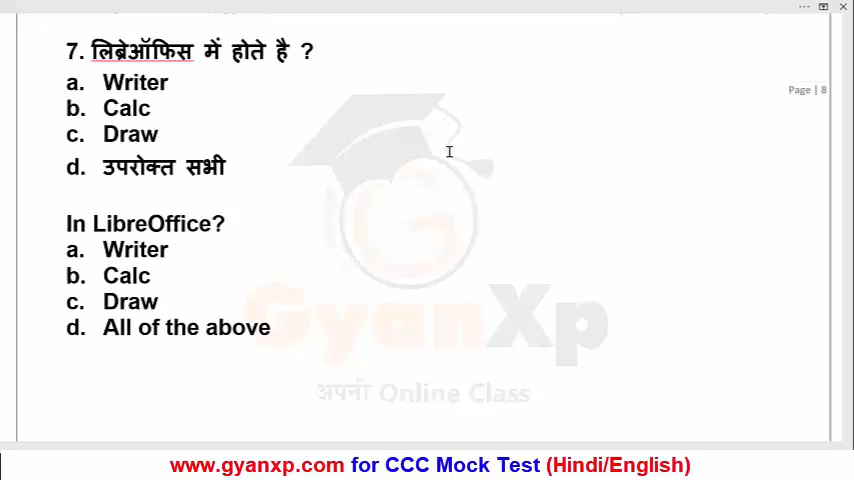 7. लिब्रेऑफिस में होते है ?
a. Writer
Page | 8
b. Calc
c. Draw
d. उपरोक्त सभी
In LibreOffice?
a. Writer
b. Calc
c. Draw
d. All of the above
GyanXp
अपनी Online Class
www.gyanxp.com for CCC Mock Test (Hindi/English)